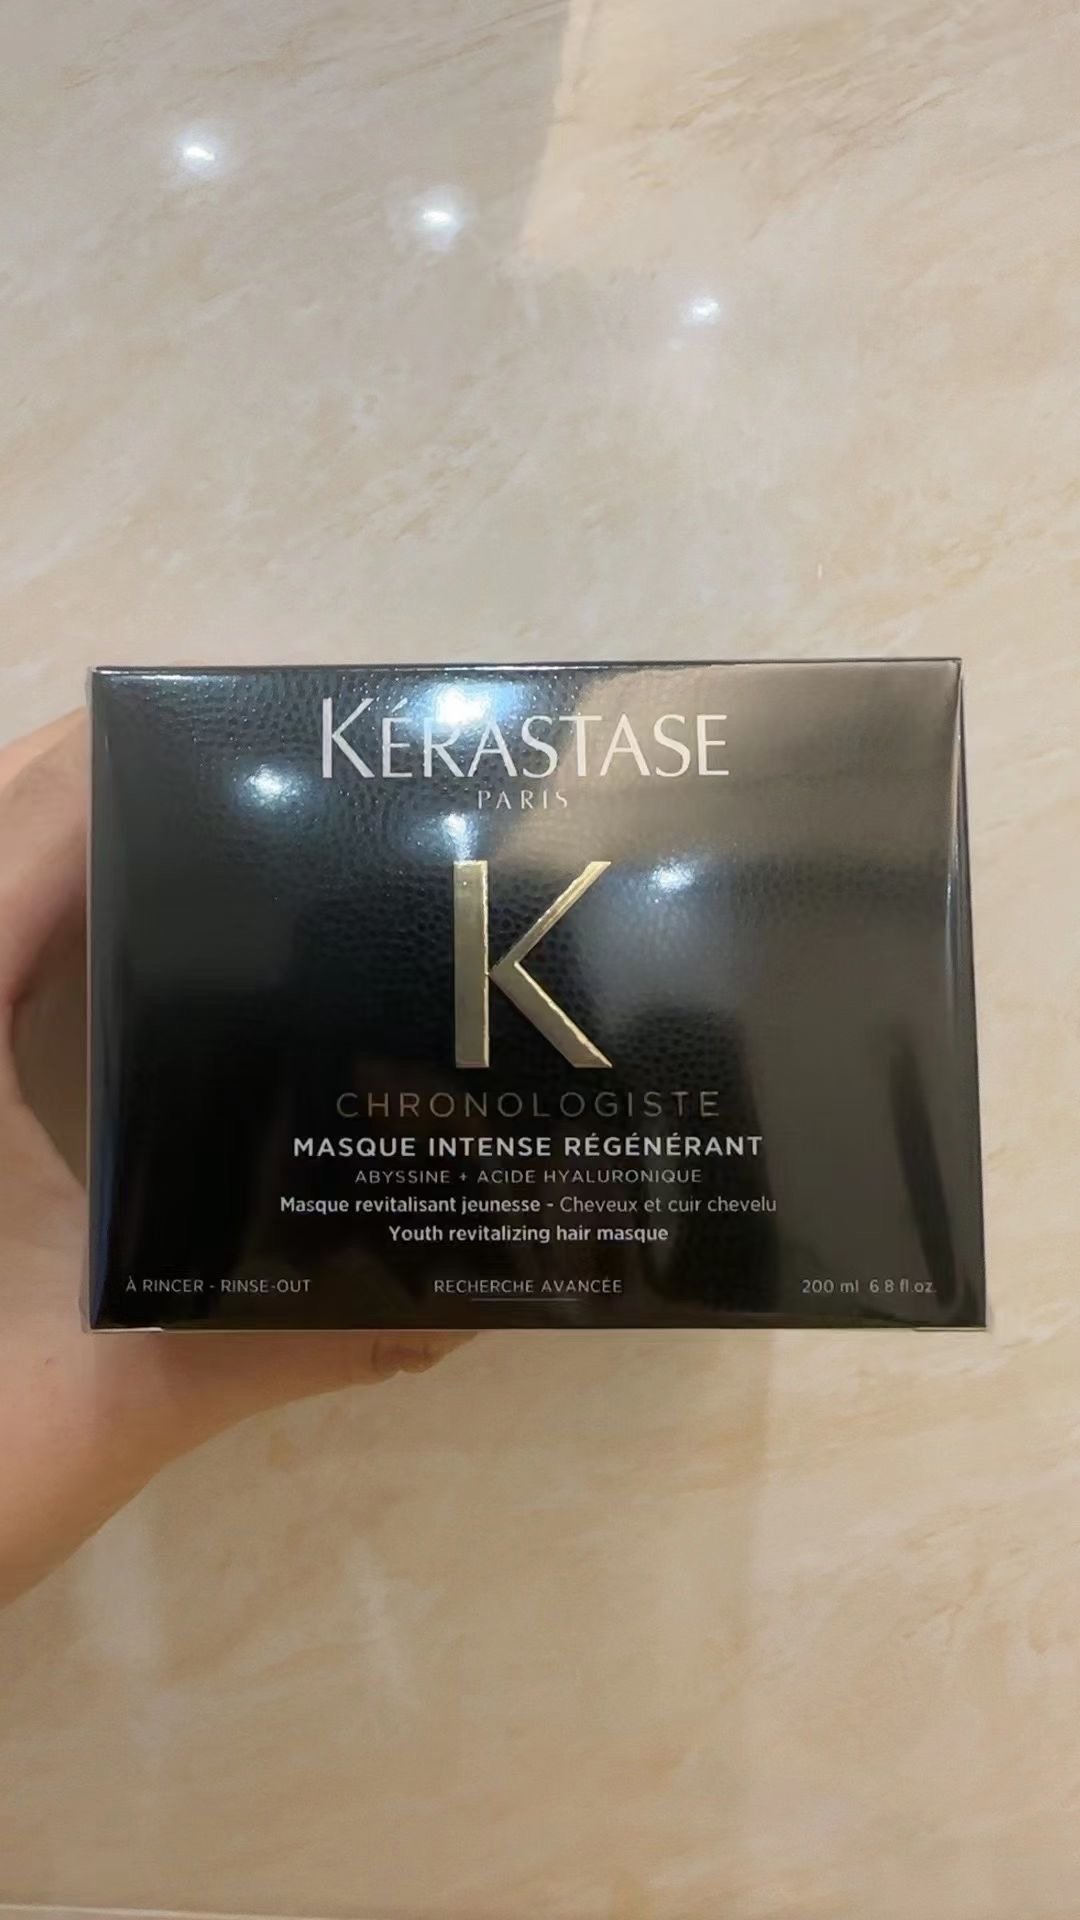 KÉRASTASE
PARIS
K
CHRONOLOGISTE
MASQUE INTENSE RÉGÉNÉRANT
ABYSSINE + ACIDE HYALURONIQUE
Masque revitalisant jeunesse - Cheveux et cuir chevelu
Youth revitalizing hair masque
À RINCER - RINSE-OUT RECHERCHE AVANCÉE 200 ml 6.8 fl.oz.